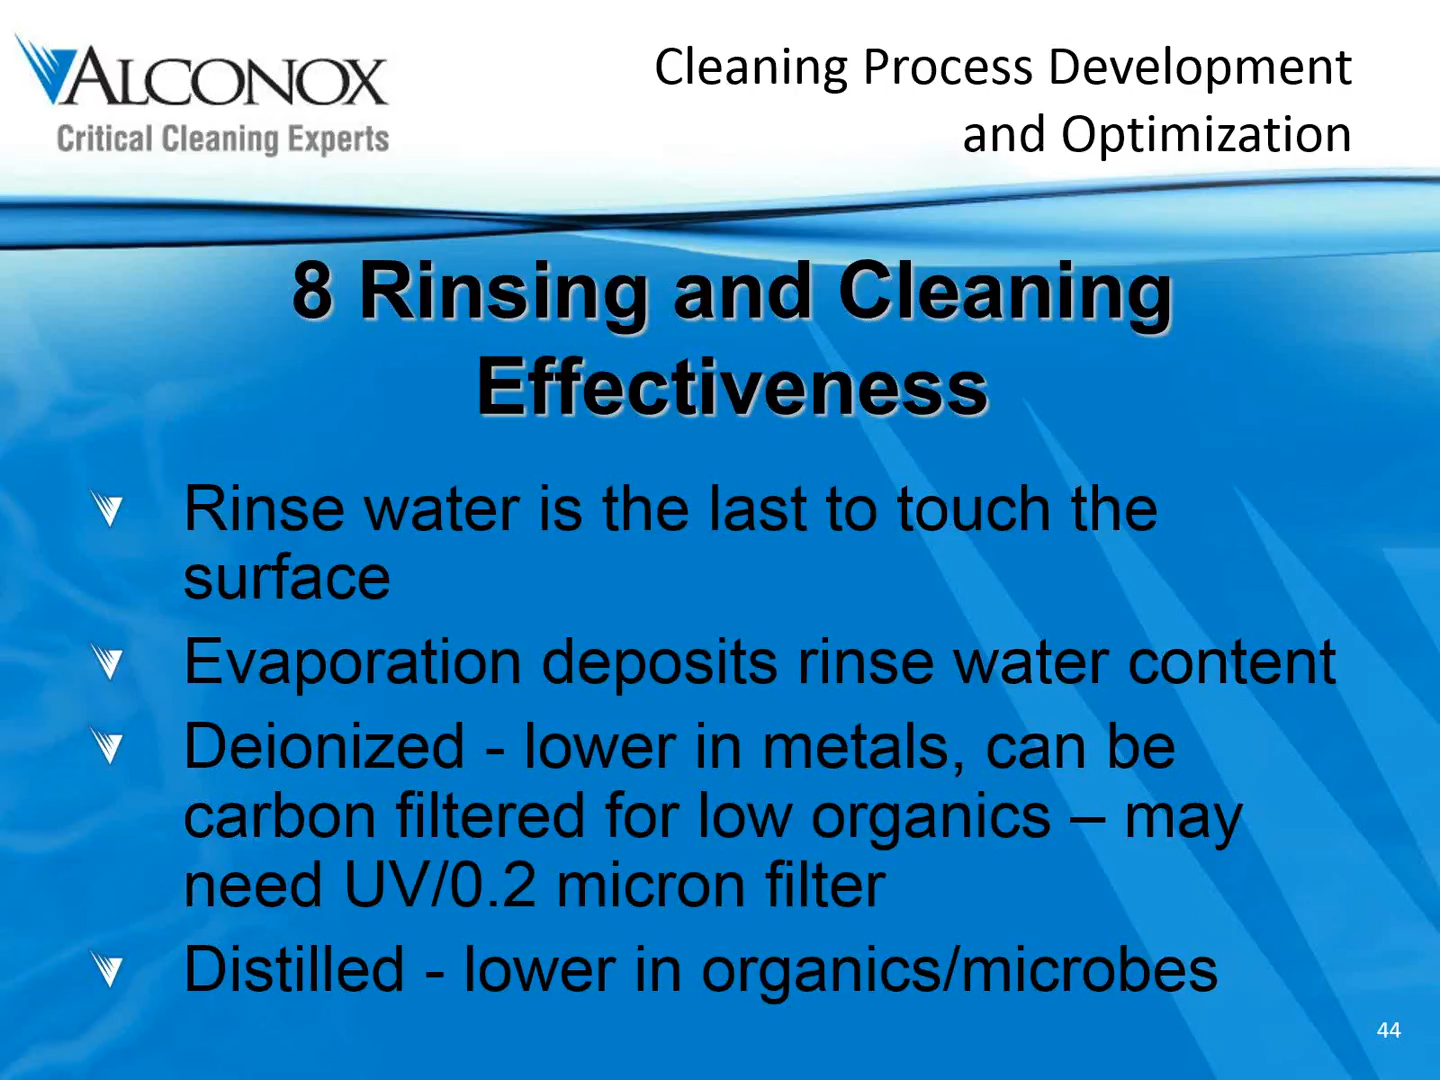 ALCONOX
Critical Cleaning Experts
Cleaning Process Development
and Optimization
8 Rinsing and Cleaning
Effectiveness
Rinse water is the last to touch the
surface
Evaporation deposits rinse water content
Deionized - lower in metals, can be
carbon filtered for low organics – may
need UV/0.2 micron filter
Distilled - lower in organics/microbes
44